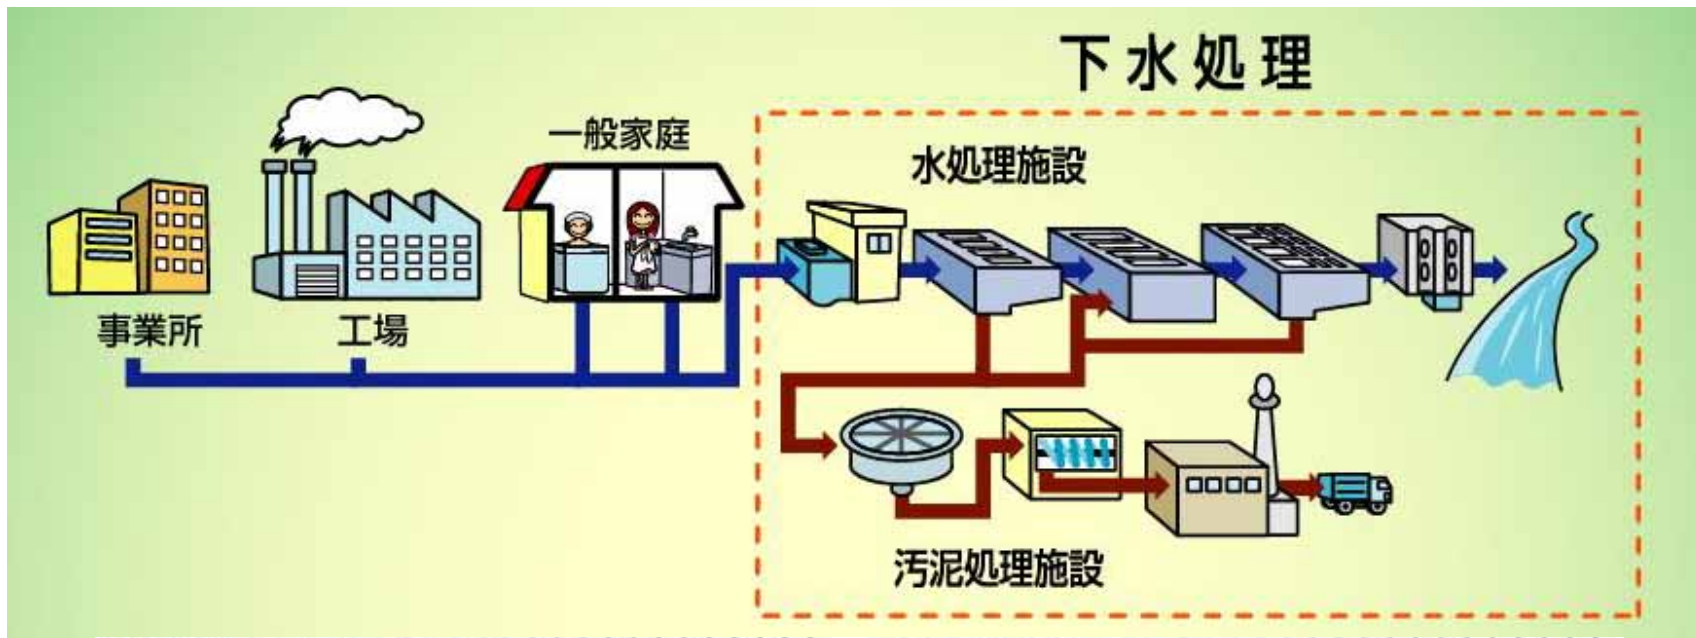 下水処理
一般家庭
水処理施設
事業所
工場
汚泥処理施設